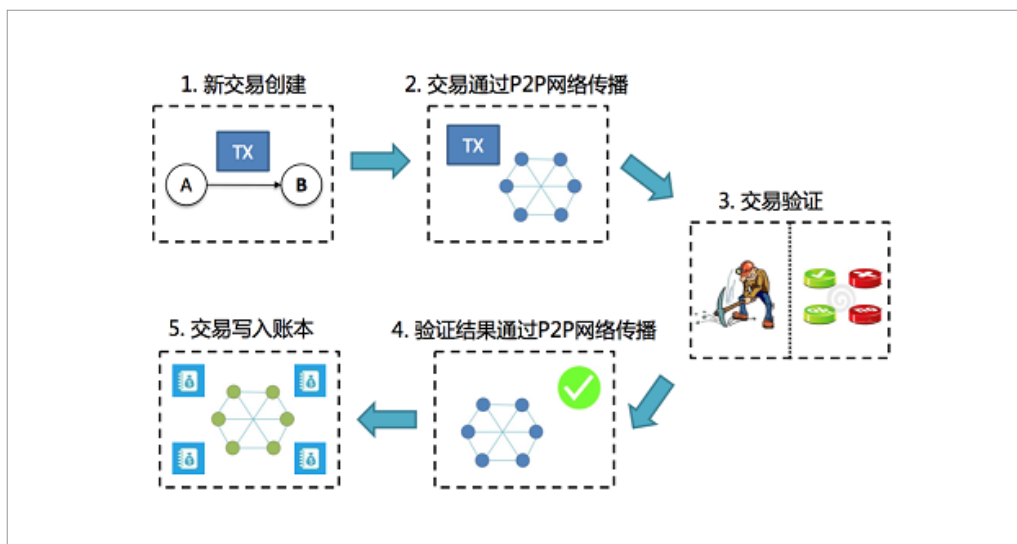 1. 新交易创建
TX
A
B
2. 交易通过P2P网络传播
TX
3. 交易验证
4. 验证结果通过P2P网络传播
5. 交易写入账本